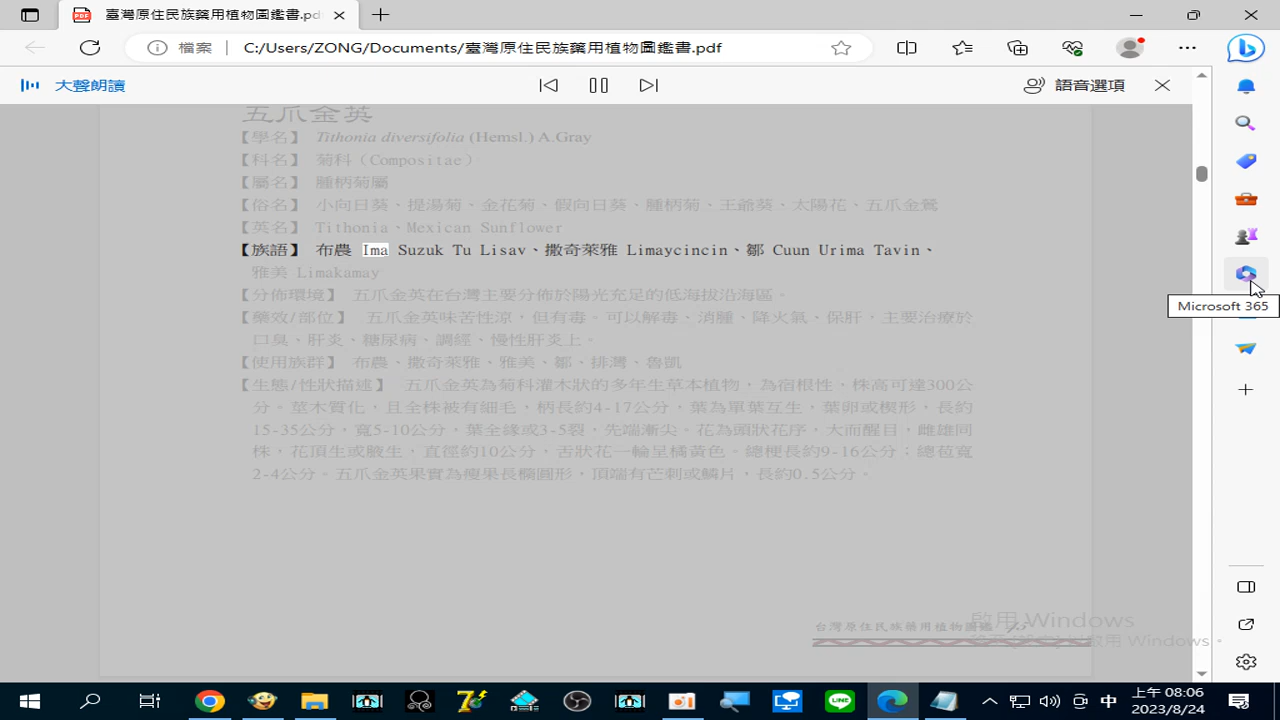 臺灣原住民族藥用植物圖鑑書.pdf
檔案 C:/Users/ZONG/Documents/臺灣原住民族藥用植物圖鑑書.pdf
大聲朗讀
語音選項
五爪金英
【學名】 Tithonia diversifolia (Hemsl.) A.Gray
【科名】 菊科（Compositae）
【屬名】 腫柄菊屬
【俗名】 小向日葵、提湯菊、金花菊、假向日葵、腫柄菊、王爺葵、太陽花、五爪金鶯
【英名】 Tithonia、Mexican Sunflower
【族語】 布農 Ima Suzuk Tu Lisav、撒奇萊雅 Limaycincin、鄒 Cuun Urima Tavin、
雅美 Limakamay
【分佈環境】 五爪金英在台灣主要分佈於陽光充足的低海拔沿海區。
【藥效/部位】 五爪金英味苦性涼，但有毒。可以解毒、消腫、降火氣、保肝，主要治療於
口臭、肝炎、糖尿病、調經、慢性肝炎上。
【使用族群】 布農、撒奇萊雅、雅美、鄒、排灣、魯凱
【生態/性狀描述】 五爪金英為菊科灌木狀的多年生草本植物，為宿根性、株高可達300公
分。莖木質化，且全株被有細毛，柄長約4-17公分，葉為單葉互生，葉卵或楔形，長約
15-35公分，寬5-10公分，葉全緣或3-5裂，先端漸尖。花為頭狀花序，大而醒目，雌雄同
株，花頂生或腋生，直徑約10公分，舌狀花一輪呈橘黃色。總梗長約9-16公分；總苞寬
2-4公分。五爪金英果實為瘦果長橢圓形，頂端有芒刺或鱗片，長約0.5公分。
Microsoft 365
台灣原住民族藥用植物圖鑑
啟用 Windows
中
上午 08:06
2023/8/24